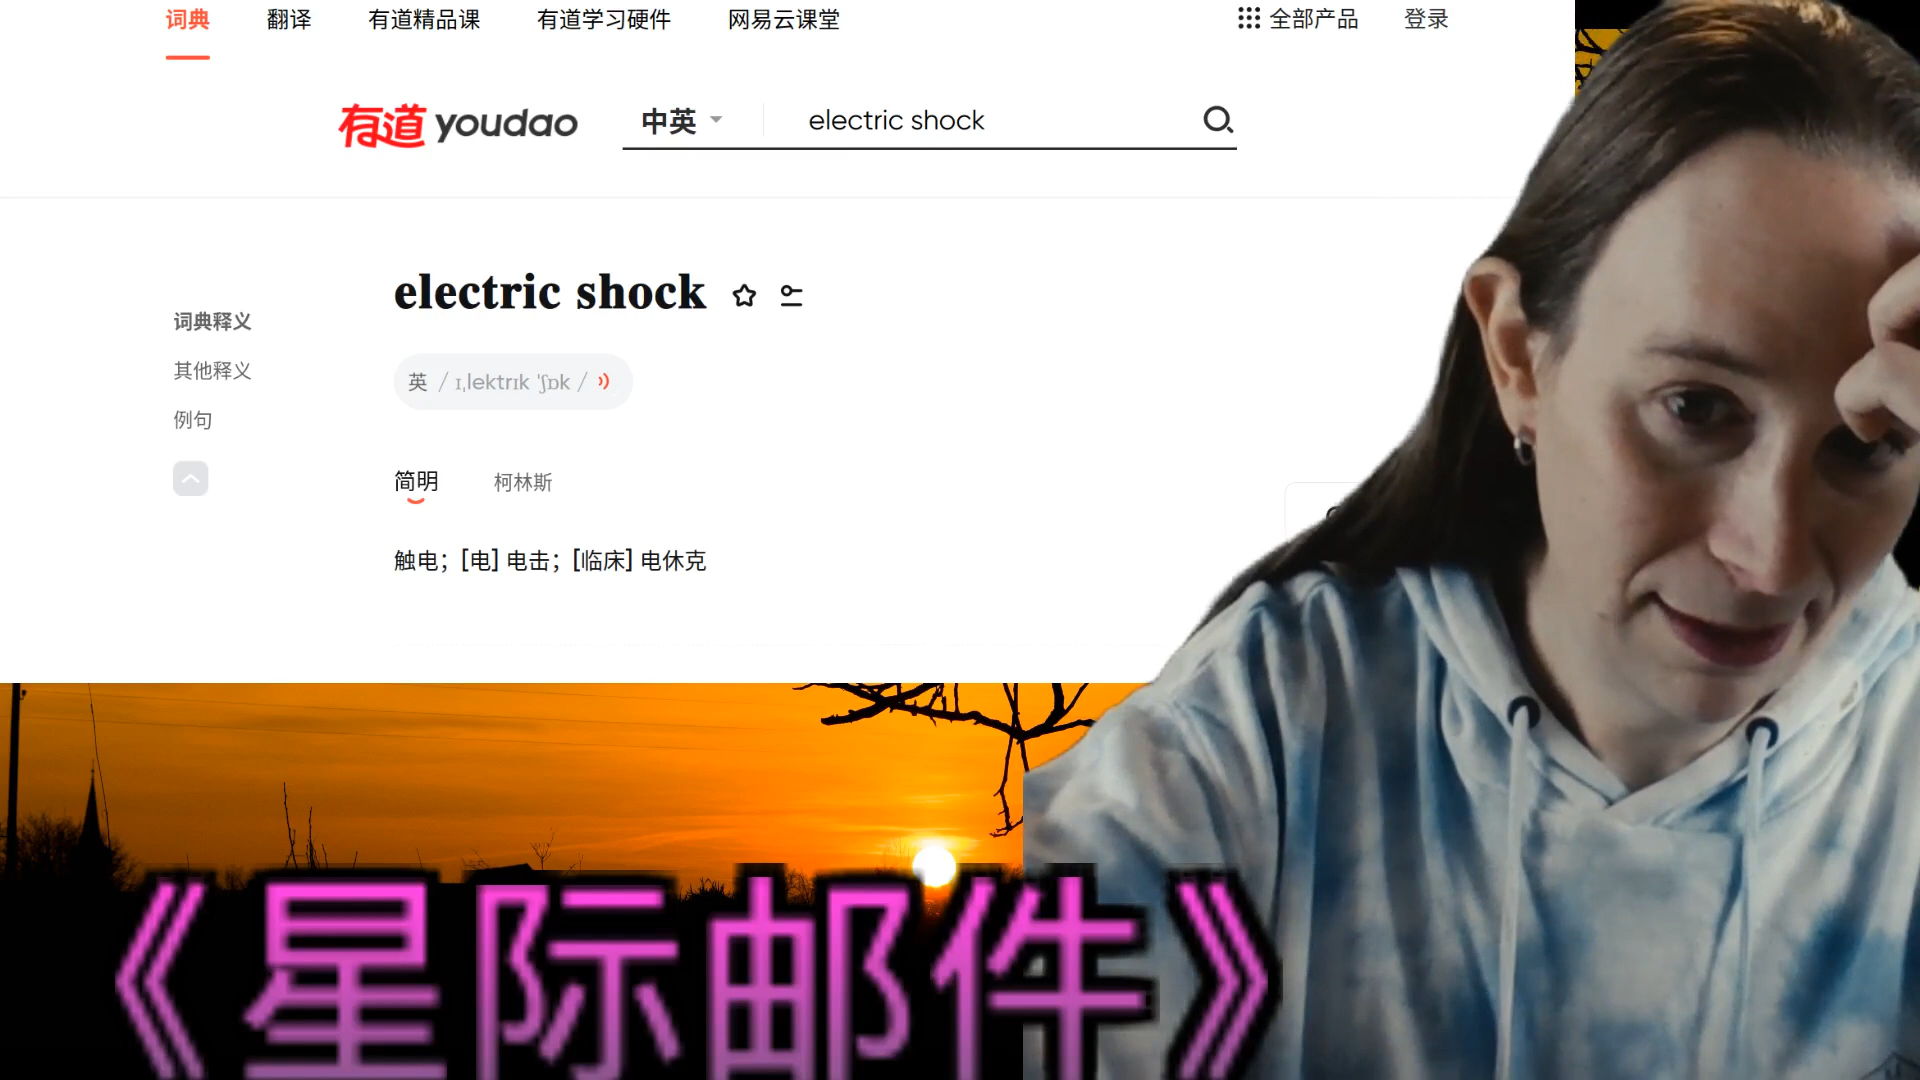 词典 翻译 有道精品课 有道学习硬件 网易云课堂 全部产品 登录
有道 youdao 中英 electric shock
electric shock
英 / ɪˌlektrɪk ˈʃɒk /
词典释义
其他释义
例句
简明 柯林斯
触电；[电] 电击；[临床] 电休克
《星际邮件》